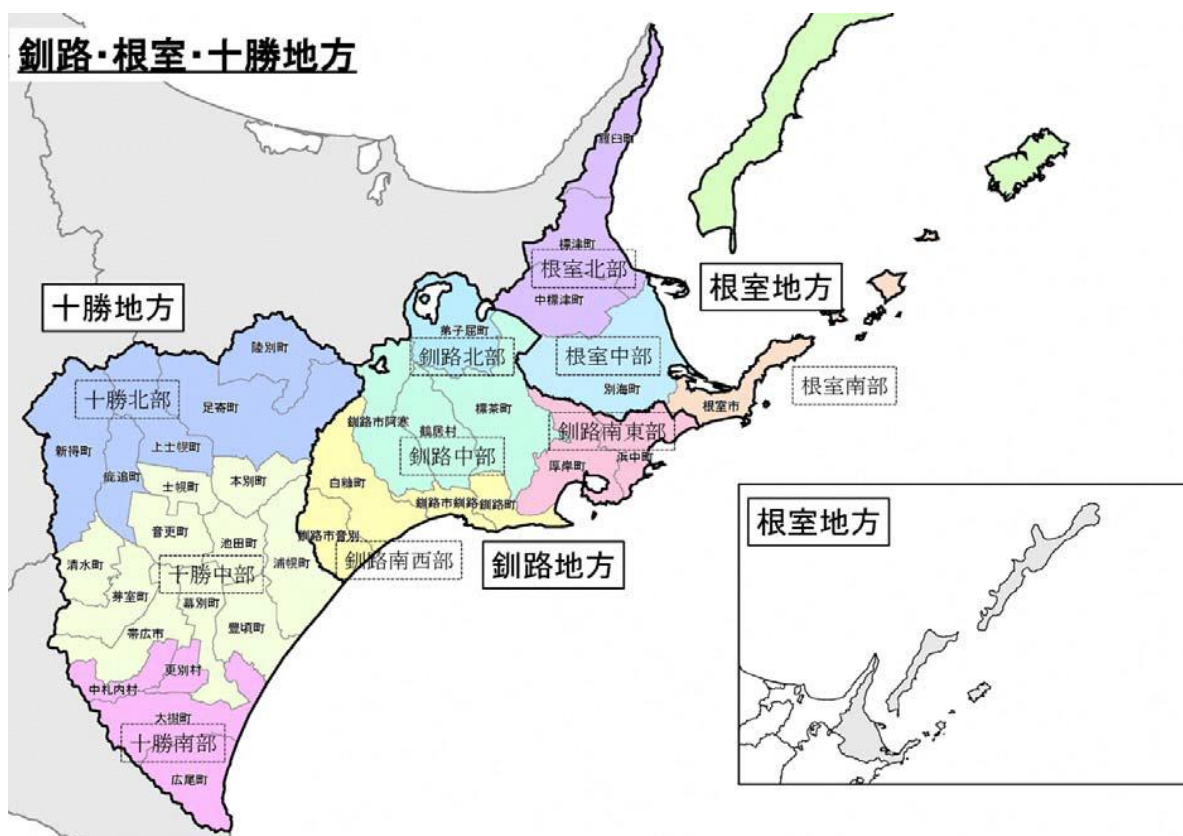 釧路・根室・十勝地方
羅臼町
標津町
根室北部
中標津町
根室地方
十勝地方
弟子屈町
釧路北部
根室中部
別海町
根室南部
根室市
陸別町
十勝北部
足寄町
新得町
上士幌町
鹿追町
釧路市阿寒
標茶町
鶴居村
釧路中部
釧路南東部
浜中町
厚岸町
士幌町
本別町
白糠町
釧路市釧路
釧路町
音更町
池田町
釧路市音別
釧路南西部
釧路地方
清水町
十勝中部
浦幌町
芽室町
幕別町
帯広市
豊頃町
更別村
中札内村
大樹町
十勝南部
広尾町
根室地方